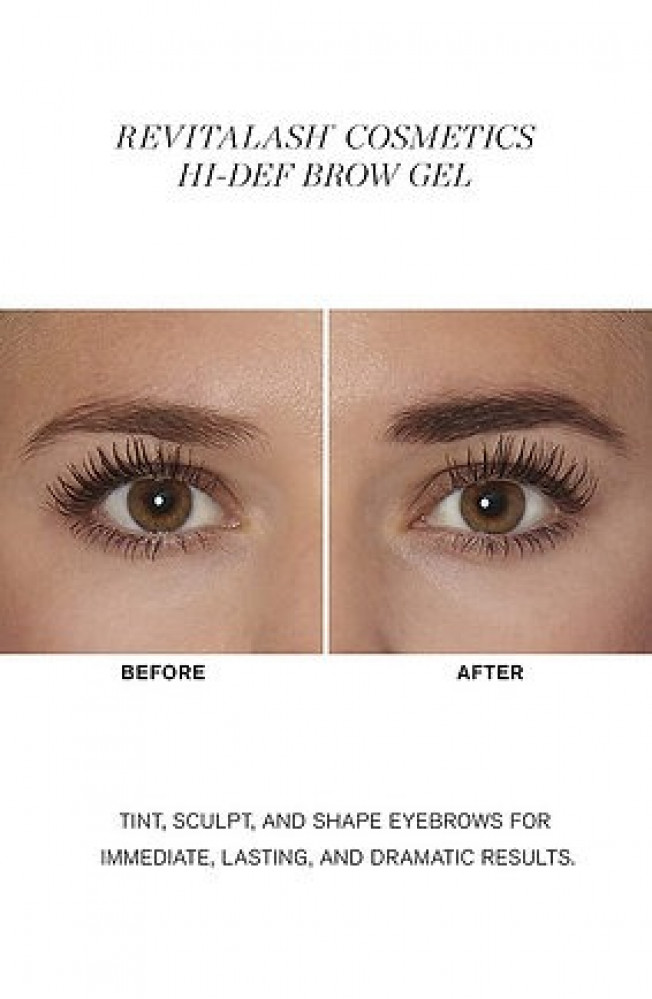 REVITALASH® COSMETICS
HI-DEF BROW GEL
BEFORE
AFTER
TINT, SCULPT, AND SHAPE EYEBROWS FOR
IMMEDIATE, LASTING, AND DRAMATIC RESULTS.